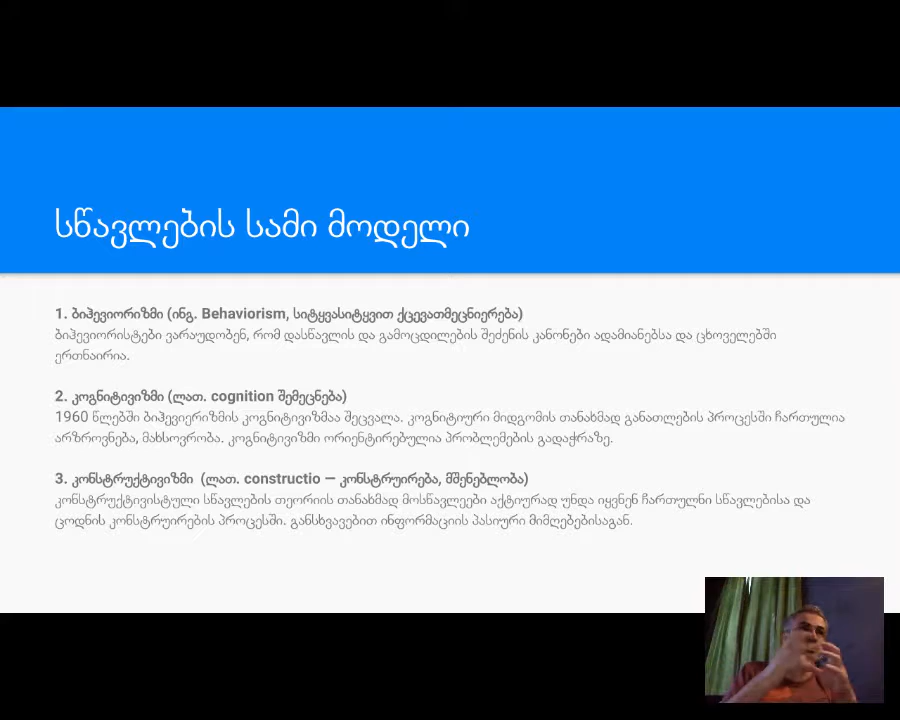 სწავლების სამი მოდელი
1. ბიჰევიორიზმი (ინგ. Behaviorism, სიტყვასიტყვით ქცევათმეცნიერება)
ბიჰევიორისტები ვარაუდობენ, რომ დასწავლის და გამოცდილების შეძენის კანონები ადამიანებსა და ცხოველებში
ერთნაირია.
2. კოგნიტივიზმი (ლათ. cognition შემეცნება)
1960 წლებში ბიჰევიერიზმის კოგნიტივიზმაა შეცვალა. კოგნიტიური მიდგომის თანახმად განათლების პროცესში ჩართულია
არზროვნება, მახსოვრობა. კოგნიტივიზმი ორიენტირებულია პრობლემების გადაჭრაზე.
3. კონსტრუქტივიზმი (ლათ. constructio — კონსტრუირება, მშენებლობა)
კონსტრუქტივისტული სწავლების თეორიის თანახმად მოსწავლეები აქტიურად უნდა იყვნენ ჩართულნი სწავლებისა და
ცოდნის კონსტრუირების პროცესში. განსხვავებით ინფორმაციის პასიური მიმღებებისაგან.